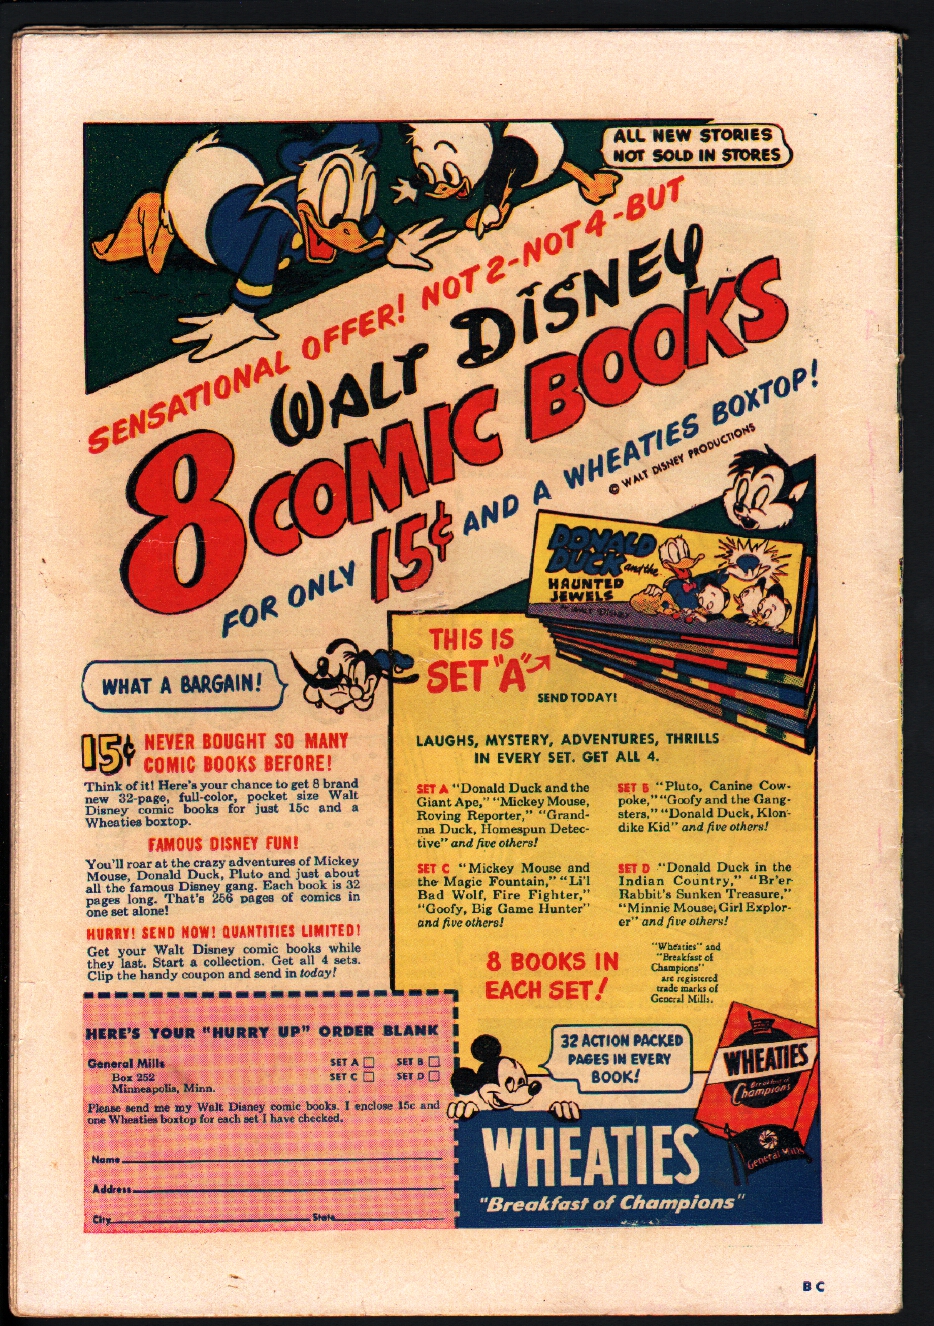 ALL NEW STORIES
NOT SOLD IN STORES
SENSATIONAL OFFER! NOT 2-NOT 4-BUT
WALT DISNEY
8 COMIC BOOKS
FOR ONLY 15¢ AND A WHEATIES BOXTOP!
© WALT DISNEY PRODUCTIONS
DONALD
DUCK and the
HAUNTED
JEWELS
by WALT DISNEY
THIS IS
SET "A"
SEND TODAY!
WHAT A BARGAIN!
15¢ NEVER BOUGHT SO MANY
COMIC BOOKS BEFORE!
Think of it! Here's your chance to get 8 brand
new 32-page, full-color, pocket size Walt
Disney comic books for just 15c and a
Wheaties boxtop.
FAMOUS DISNEY FUN!
You'll roar at the crazy adventures of Mickey
Mouse, Donald Duck, Pluto and just about
all the famous Disney gang. Each book is 32
pages long. That's 256 pages of comics in
one set alone!
HURRY! SEND NOW! QUANTITIES LIMITED!
Get your Walt Disney comic books while
they last. Start a collection. Get all 4 sets.
Clip the handy coupon and send in today!
LAUGHS, MYSTERY, ADVENTURES, THRILLS
IN EVERY SET. GET ALL 4.
SET A "Donald Duck and the
Giant Ape," "Mickey Mouse,
Roving Reporter," "Grand-
ma Duck, Homespun Detec-
tive" and five others!
SET B "Pluto, Canine Cow-
poke," "Goofy and the Gang-
sters," "Donald Duck, Klon-
dike Kid" and five others!
SET C "Mickey Mouse and
the Magic Fountain," "Li'l
Bad Wolf, Fire Fighter,"
"Goofy, Big Game Hunter"
and five others!
SET D "Donald Duck in the
Indian Country," "Br'er
Rabbit's Sunken Treasure,"
"Minnie Mouse, Girl Explor-
er" and five others!
8 BOOKS IN
EACH SET!
"Wheaties" and
"Breakfast of
Champions"
are registered
trade marks of
General Mills.
HERE'S YOUR "HURRY UP" ORDER BLANK
General Mills
Box 252
Minneapolis, Minn.
SET A SET B
SET C SET D
Please send me my Walt Disney comic books. I enclose 15c and
one Wheaties boxtop for each set I have checked.
Name
Address
City State
32 ACTION PACKED
PAGES IN EVERY
BOOK!
WHEATIES
Breakfast of
Champions
General Mills
WHEATIES
"Breakfast of Champions"
B C